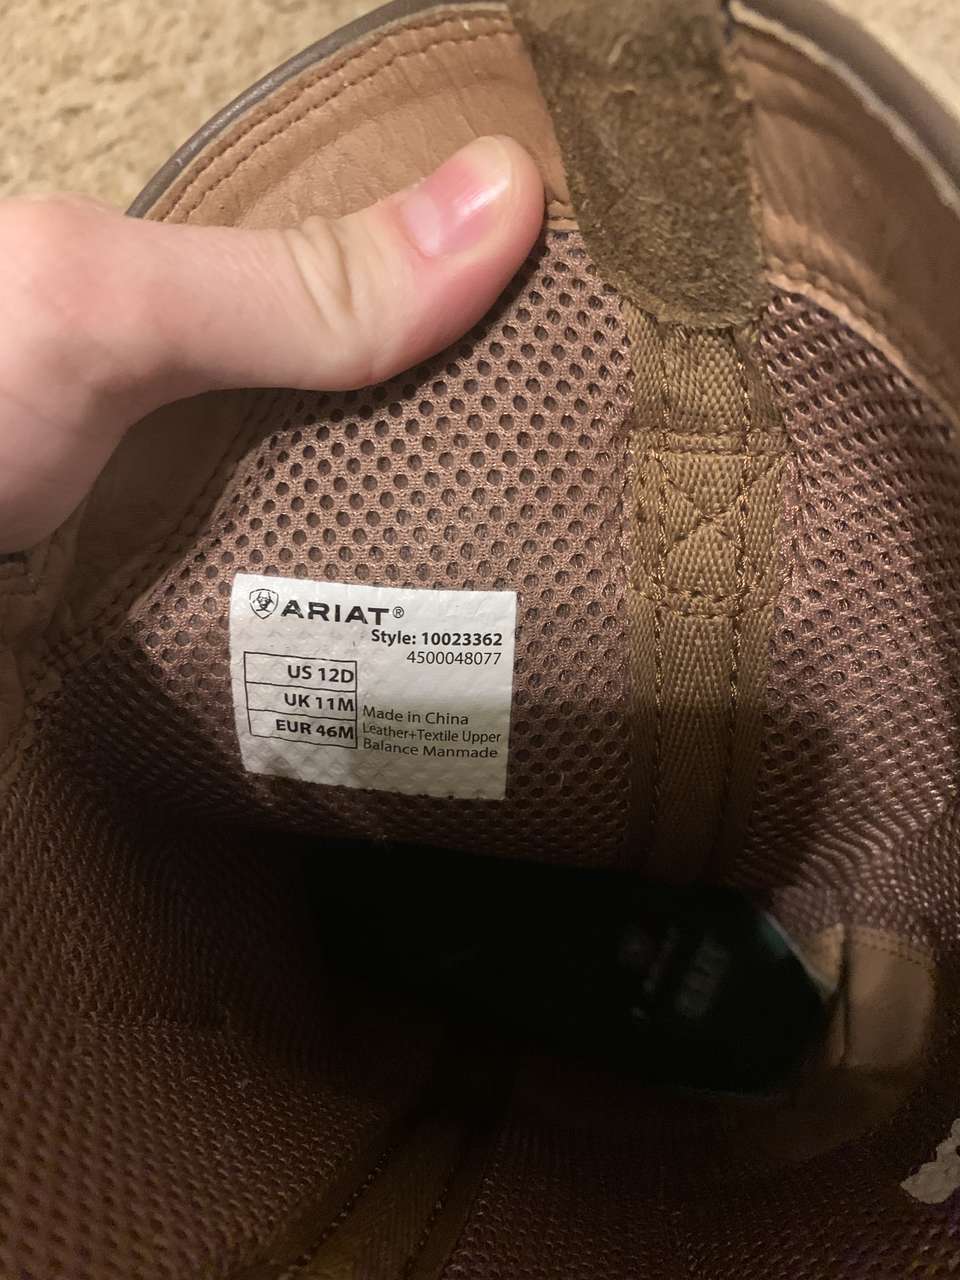 ARIAT®
Style: 10023362
4500048077
US 12D
UK 11M
EUR 46M
Made in China
Leather+Textile Upper
Balance Manmade